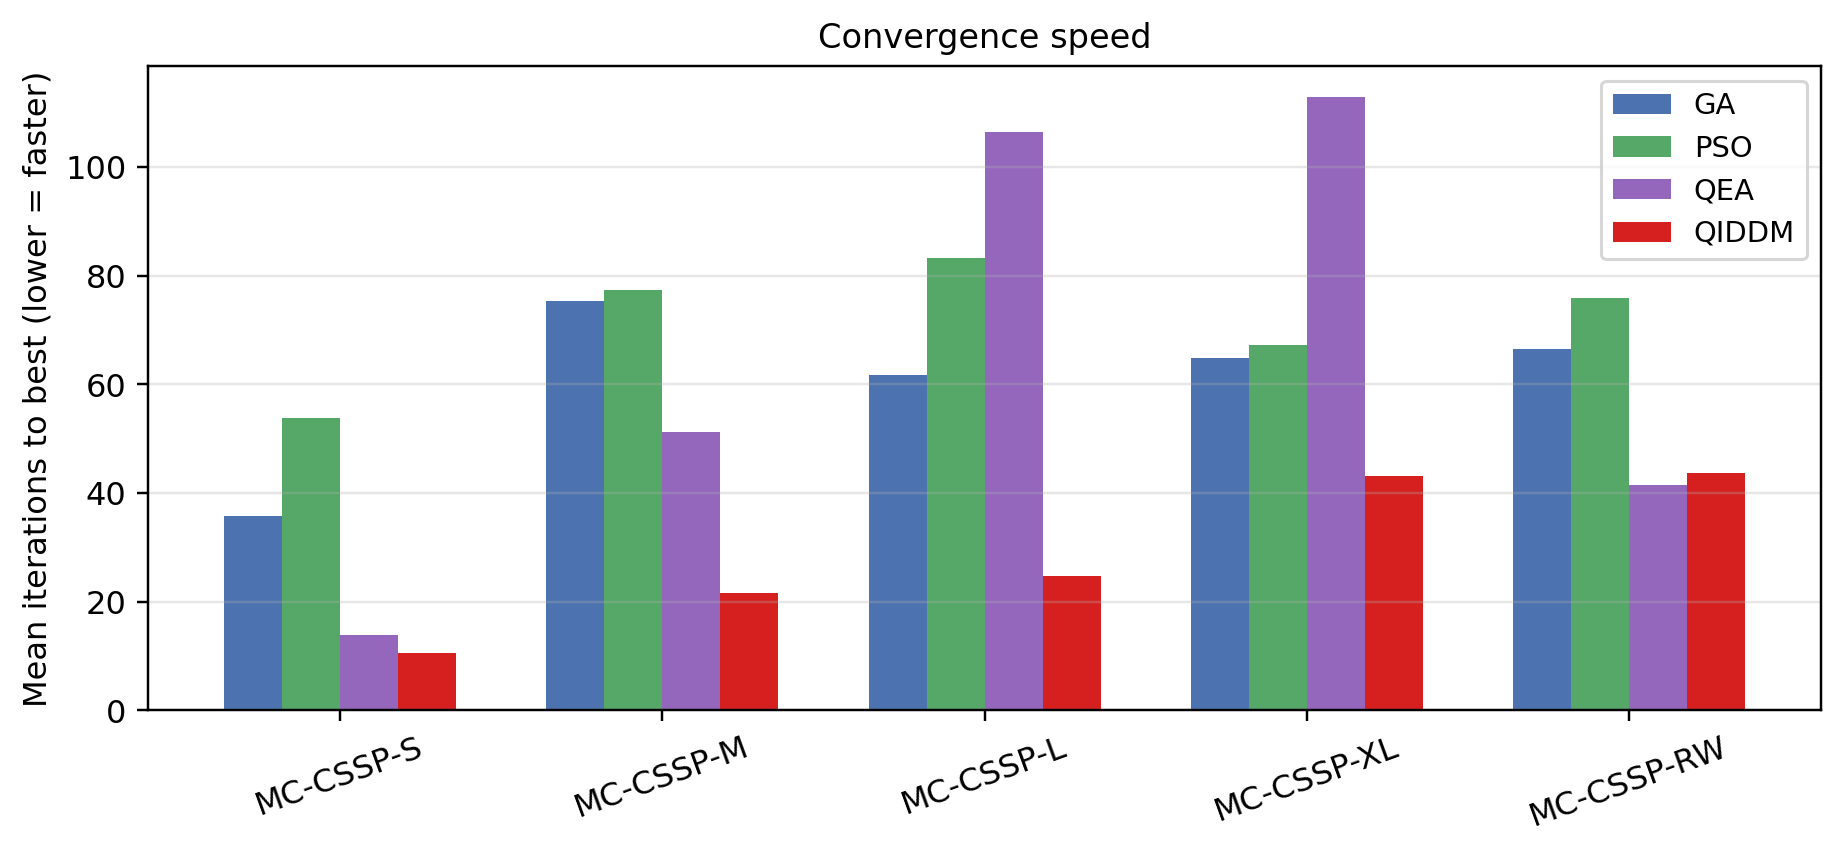 Convergence speed
Mean iterations to best (lower = faster)
100
80
60
40
20
0
GA
PSO
QEA
QIDDM
MC-CSSP-S
MC-CSSP-M
MC-CSSP-L
MC-CSSP-XL
MC-CSSP-RW